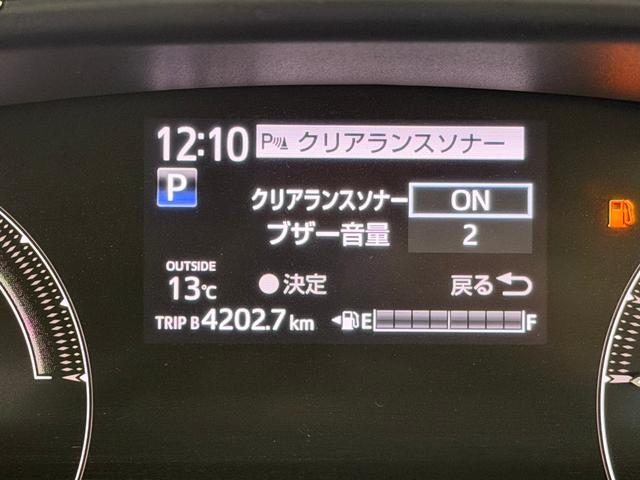 12:10 P クリアランスソナー
P
クリアランスソナー ON
ブザー音量 2
OUTSIDE
13℃ ●決定 戻る
TRIP B 4202.7 km E F